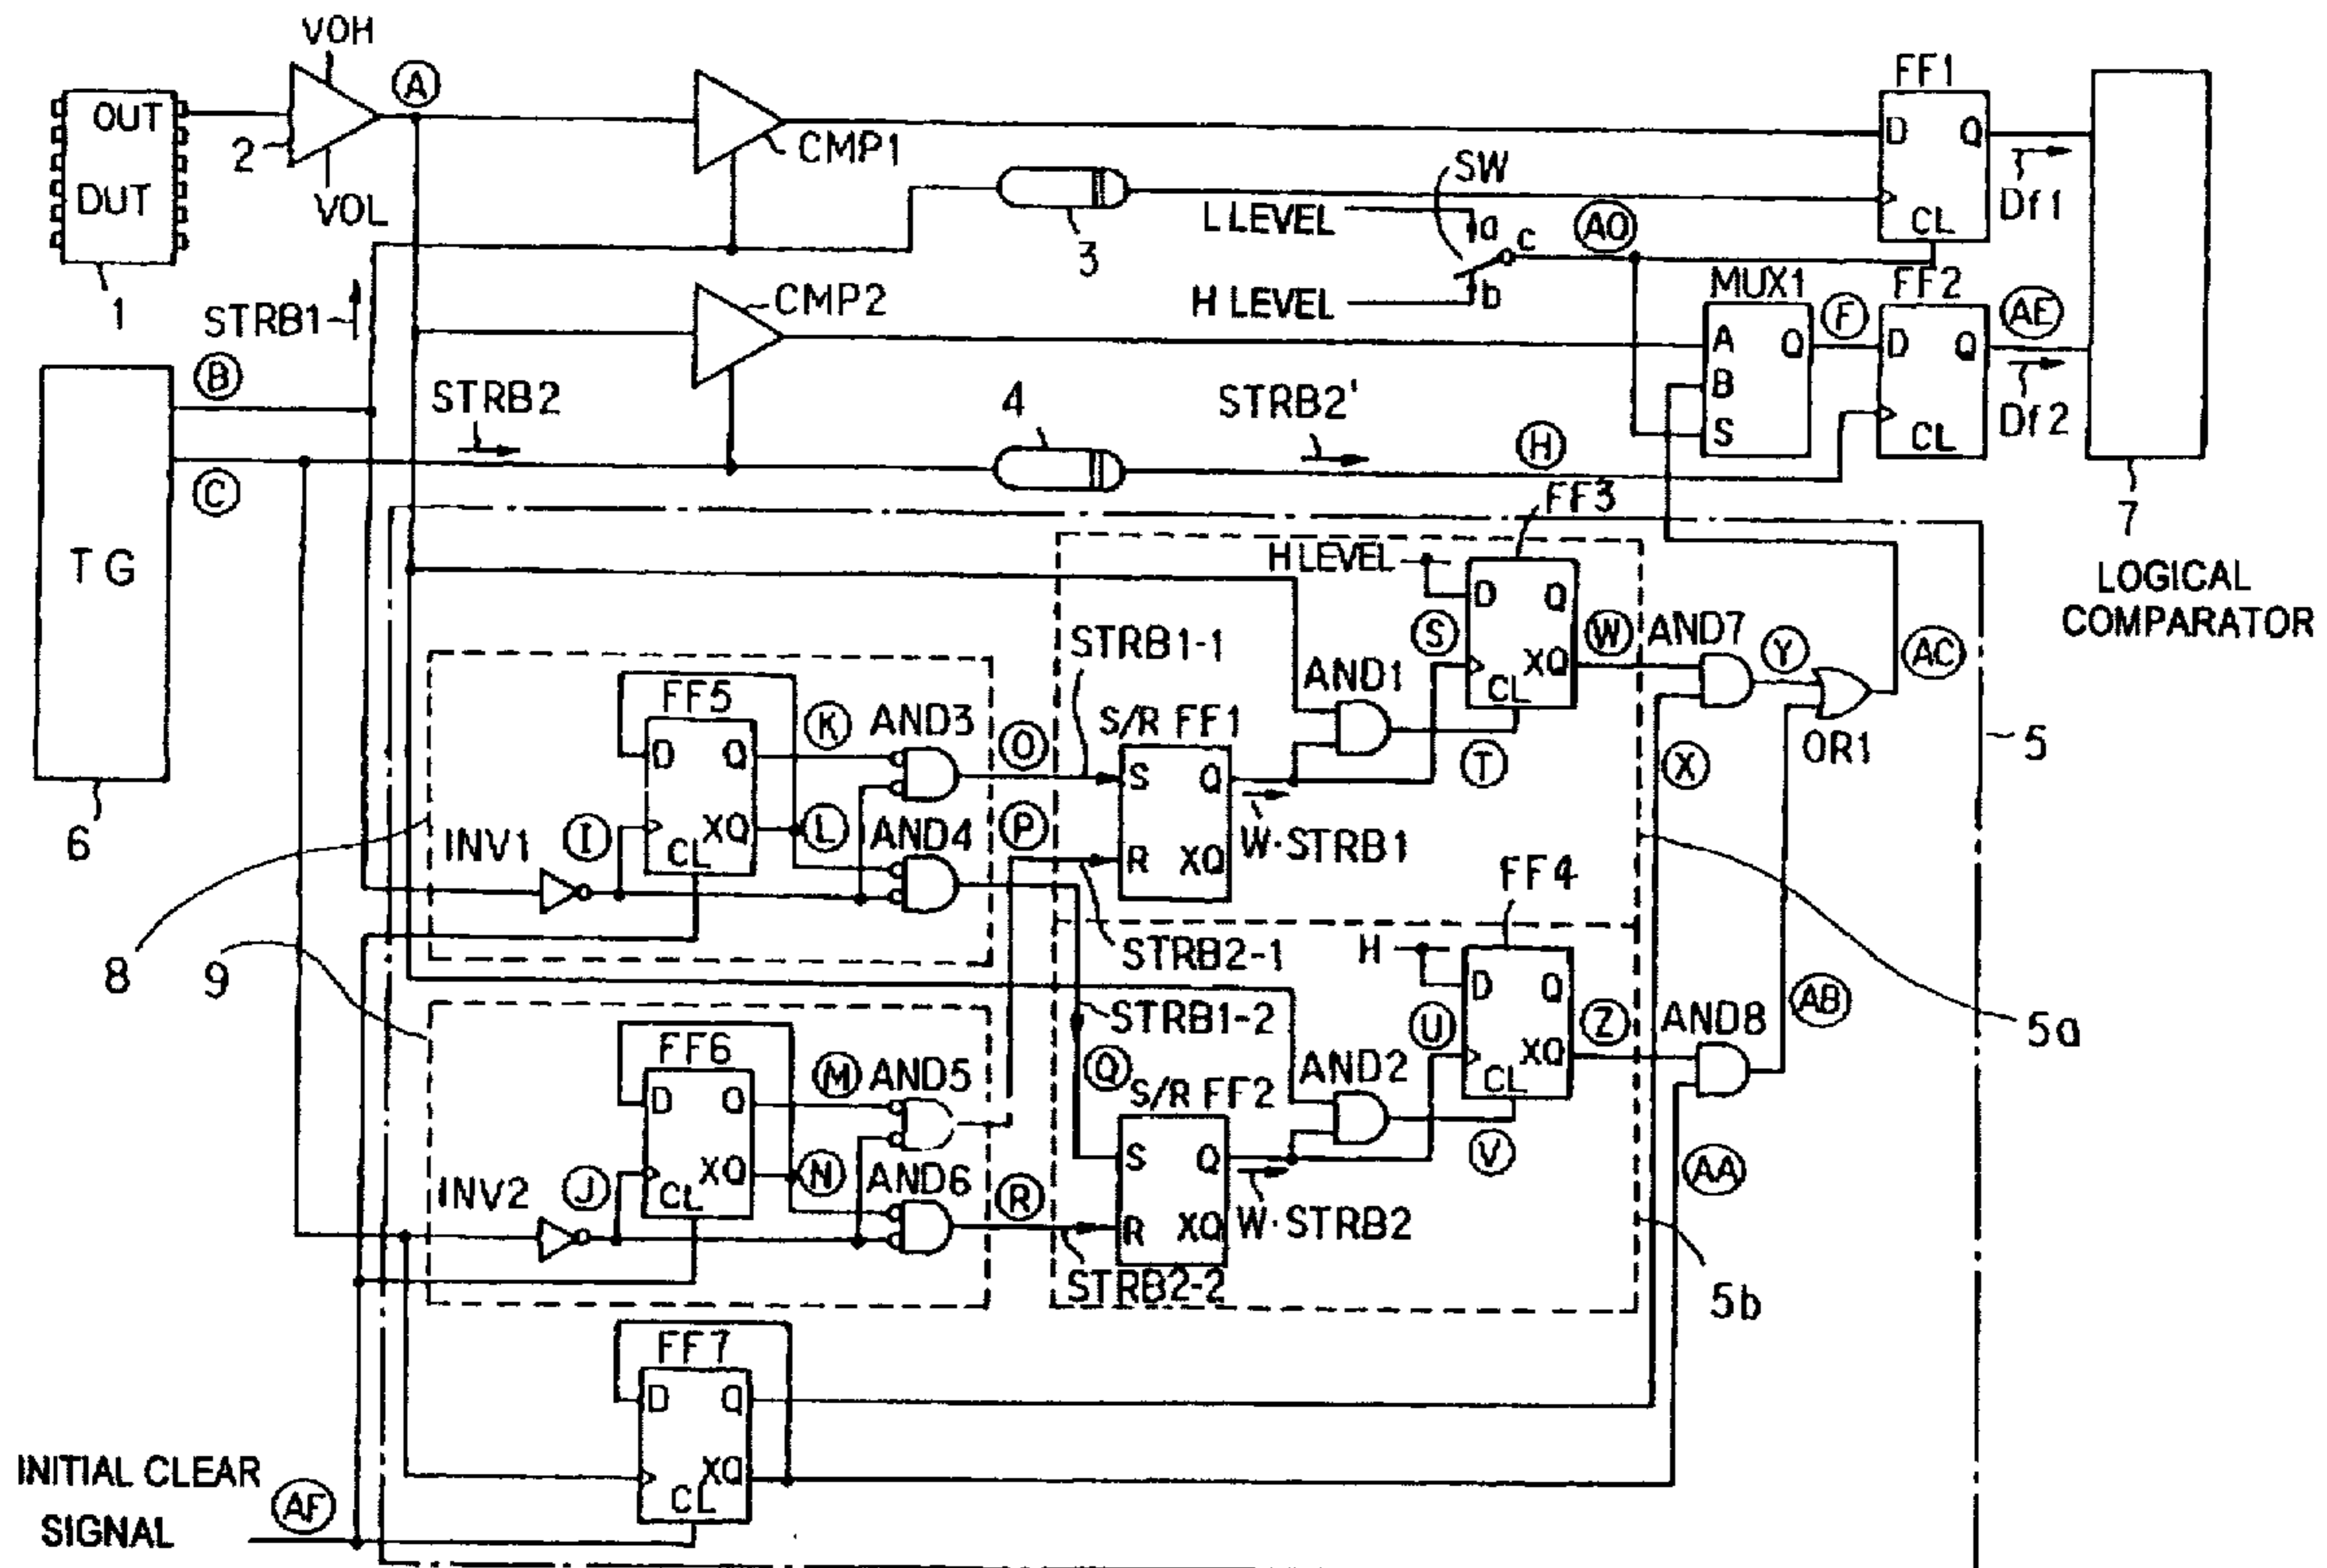 VOH
A
FF1
OUT
DUT
2
VOL
CMP1
D Q
CL
Df1
SW
L LEVEL
a
c
AO
3
1
STRB1
CMP2
H LEVEL
b
MUX1
F
FF2
AE
A Q
B
S
D Q
CL
Df2
B
STRB2
4
STRB2'
H
C
TG
6
7
LOGICAL
COMPARATOR
FF3
H LEVEL
D Q
S
XQ
CL
W
AND7
Y
AC
STRB1-1
AND1
FF5
K
AND3
O
S/R FF1
T
X
OR1
5
D Q
XQ
CL
INV1
I
L
AND4
P
S Q
R XQ
W·STRB1
FF4
8
9
STRB2-1
H
D Q
XQ
CL
U
Z
AND8
AB
5a
STRB1-2
FF6
M
AND5
Q
S/R FF2
AND2
D Q
XQ
CL
INV2
J
N
AND6
R
S Q
R XQ
V
AA
W·STRB2
STRB2-2
5b
FF7
D Q
XQ
CL
INITIAL CLEAR
SIGNAL
AF